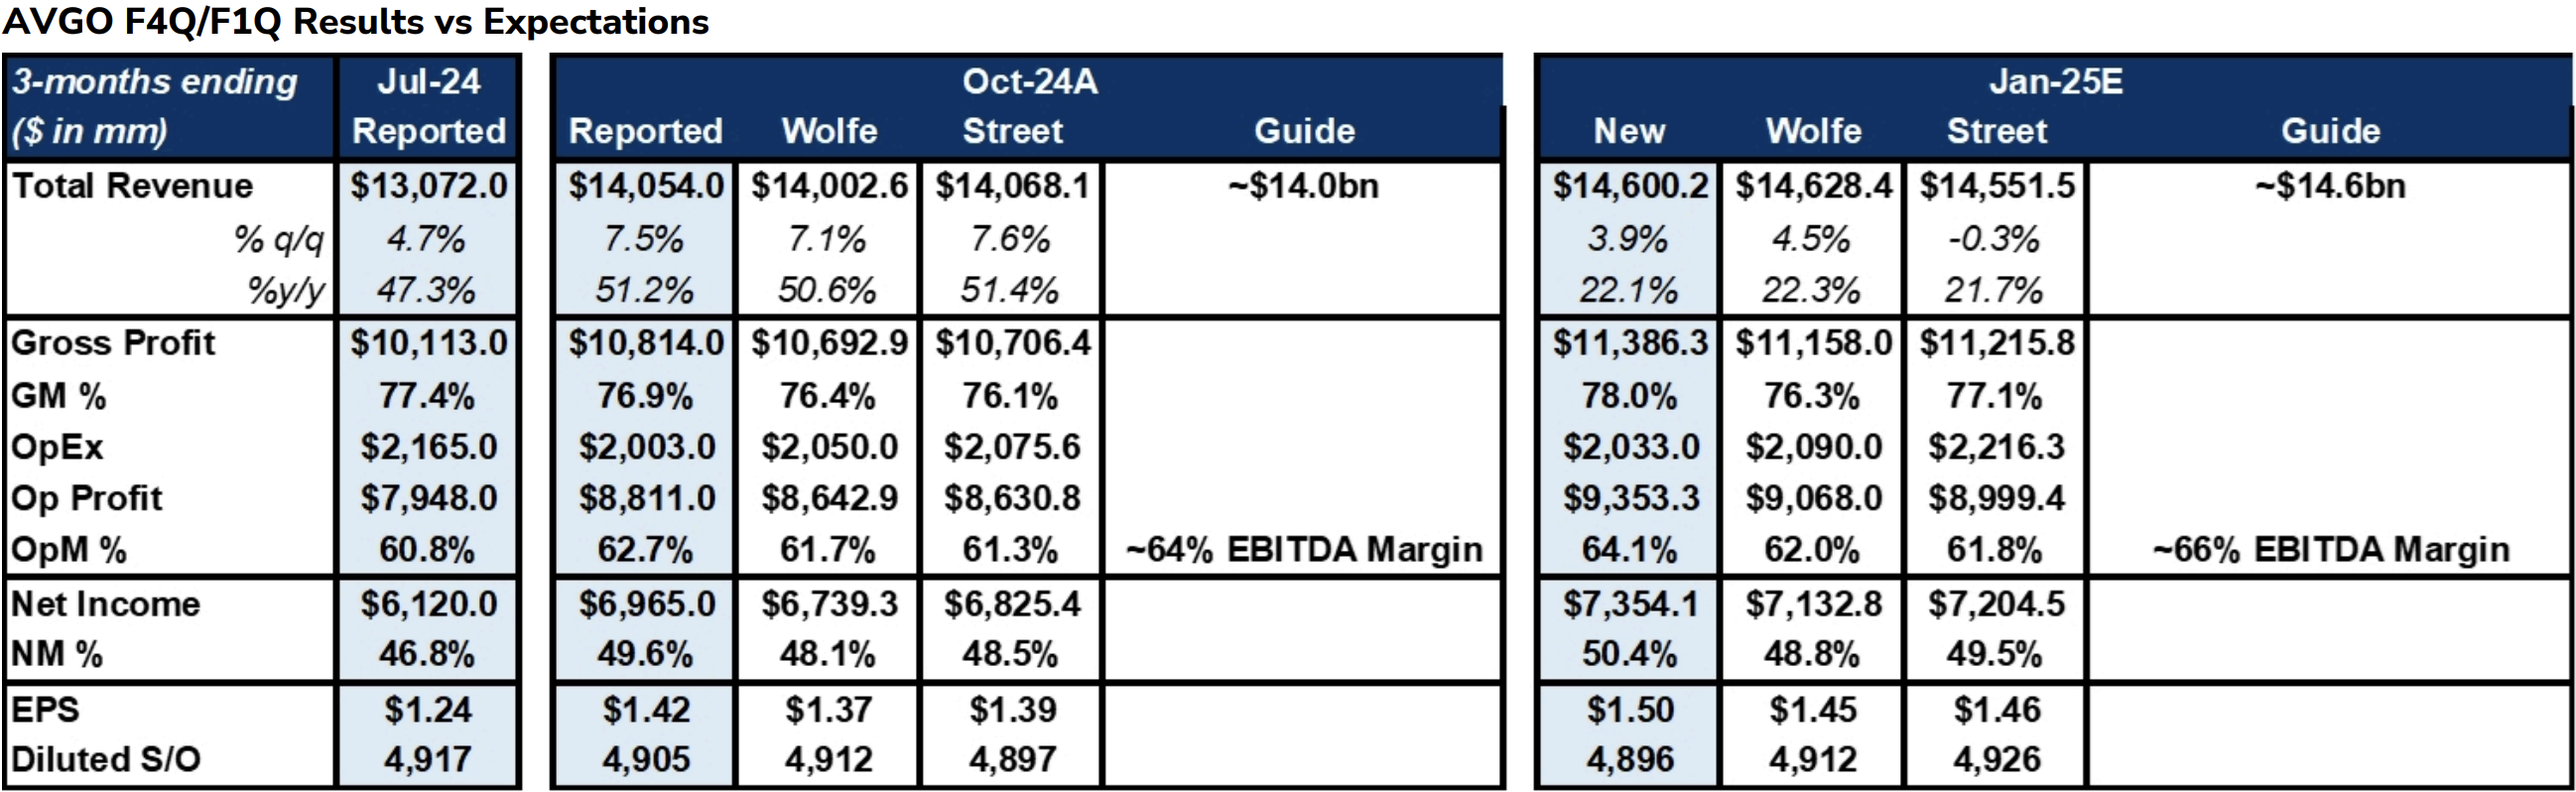 AVGO F4Q/F1Q Results vs Expectations
3-months ending Jul-24 Oct-24A Jan-25E
($ in mm) Reported Reported Wolfe Street Guide New Wolfe Street Guide
Total Revenue $13,072.0 $14,054.0 $14,002.6 $14,068.1 ~$14.0bn $14,600.2 $14,628.4 $14,551.5 ~$14.6bn
% q/q 4.7% 7.5% 7.1% 7.6% 3.9% 4.5% -0.3%
%y/y 47.3% 51.2% 50.6% 51.4% 22.1% 22.3% 21.7%
Gross Profit $10,113.0 $10,814.0 $10,692.9 $10,706.4 $11,386.3 $11,158.0 $11,215.8
GM % 77.4% 76.9% 76.4% 76.1% 78.0% 76.3% 77.1%
OpEx $2,165.0 $2,003.0 $2,050.0 $2,075.6 $2,033.0 $2,090.0 $2,216.3
Op Profit $7,948.0 $8,811.0 $8,642.9 $8,630.8 $9,353.3 $9,068.0 $8,999.4
OpM % 60.8% 62.7% 61.7% 61.3% ~64% EBITDA Margin 64.1% 62.0% 61.8% ~66% EBITDA Margin
Net Income $6,120.0 $6,965.0 $6,739.3 $6,825.4 $7,354.1 $7,132.8 $7,204.5
NM % 46.8% 49.6% 48.1% 48.5% 50.4% 48.8% 49.5%
EPS $1.24 $1.42 $1.37 $1.39 $1.50 $1.45 $1.46
Diluted S/O 4,917 4,905 4,912 4,897 4,896 4,912 4,926